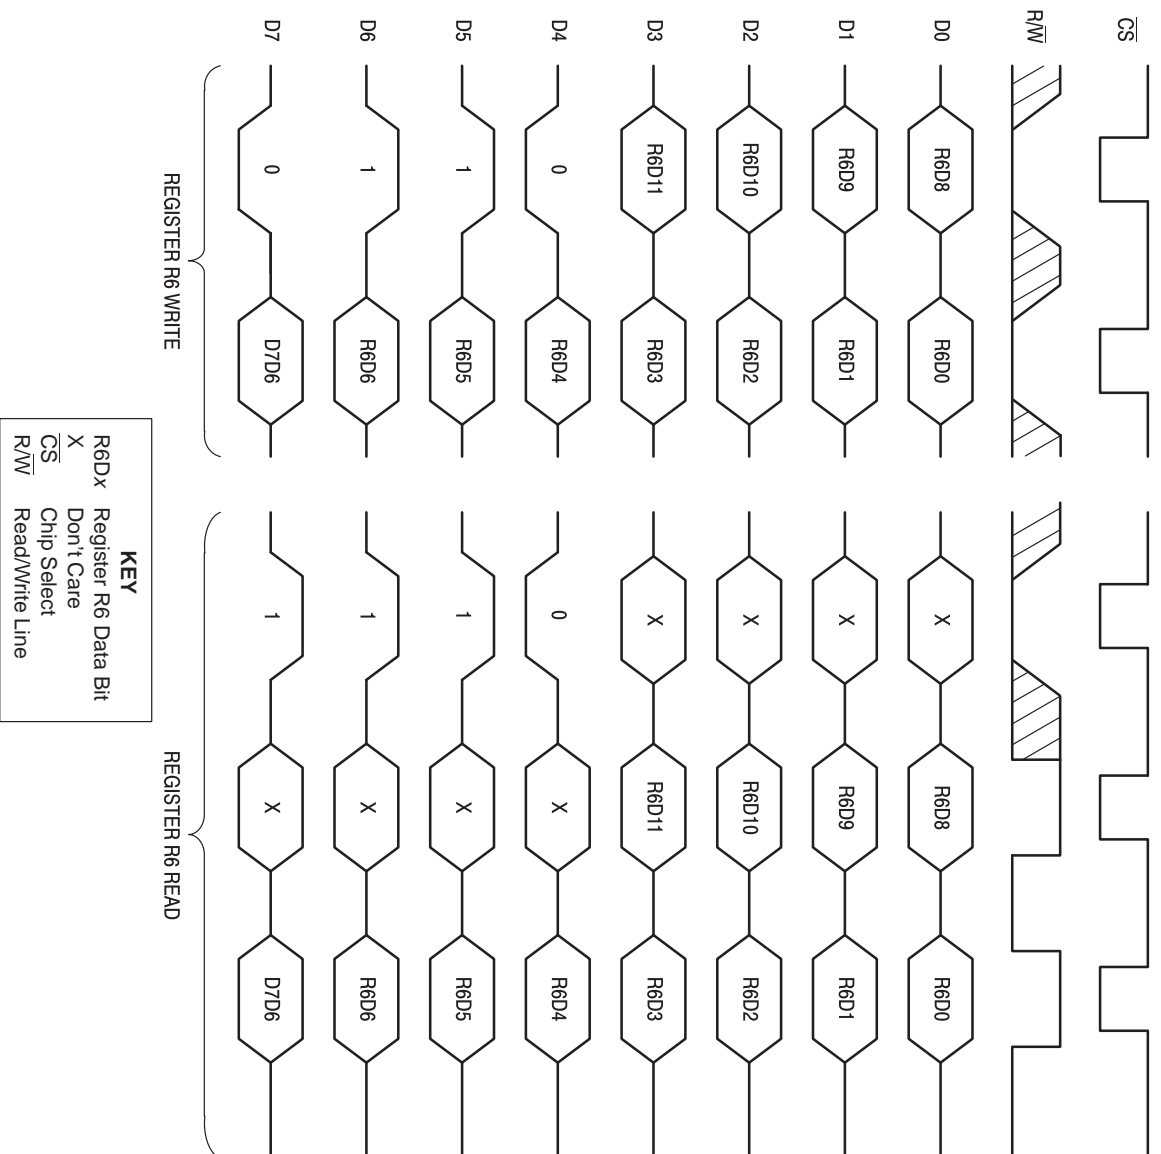 CS
R/W
D0 R6D8 R6D0 X R6D8 R6D0
D1 R6D9 R6D1 X R6D9 R6D1
D2 R6D10 R6D2 X R6D10 R6D2
D3 R6D11 R6D3 X R6D11 R6D3
D4 0 R6D4 0 X R6D4
D5 1 R6D5 1 X R6D5
D6 1 R6D6 1 X R6D6
D7 0 D7D6 1 X D7D6
REGISTER R6 WRITE REGISTER R6 READ
KEY
R6Dx Register R6 Data Bit
X Don't Care
CS Chip Select
R/W Read/Write Line